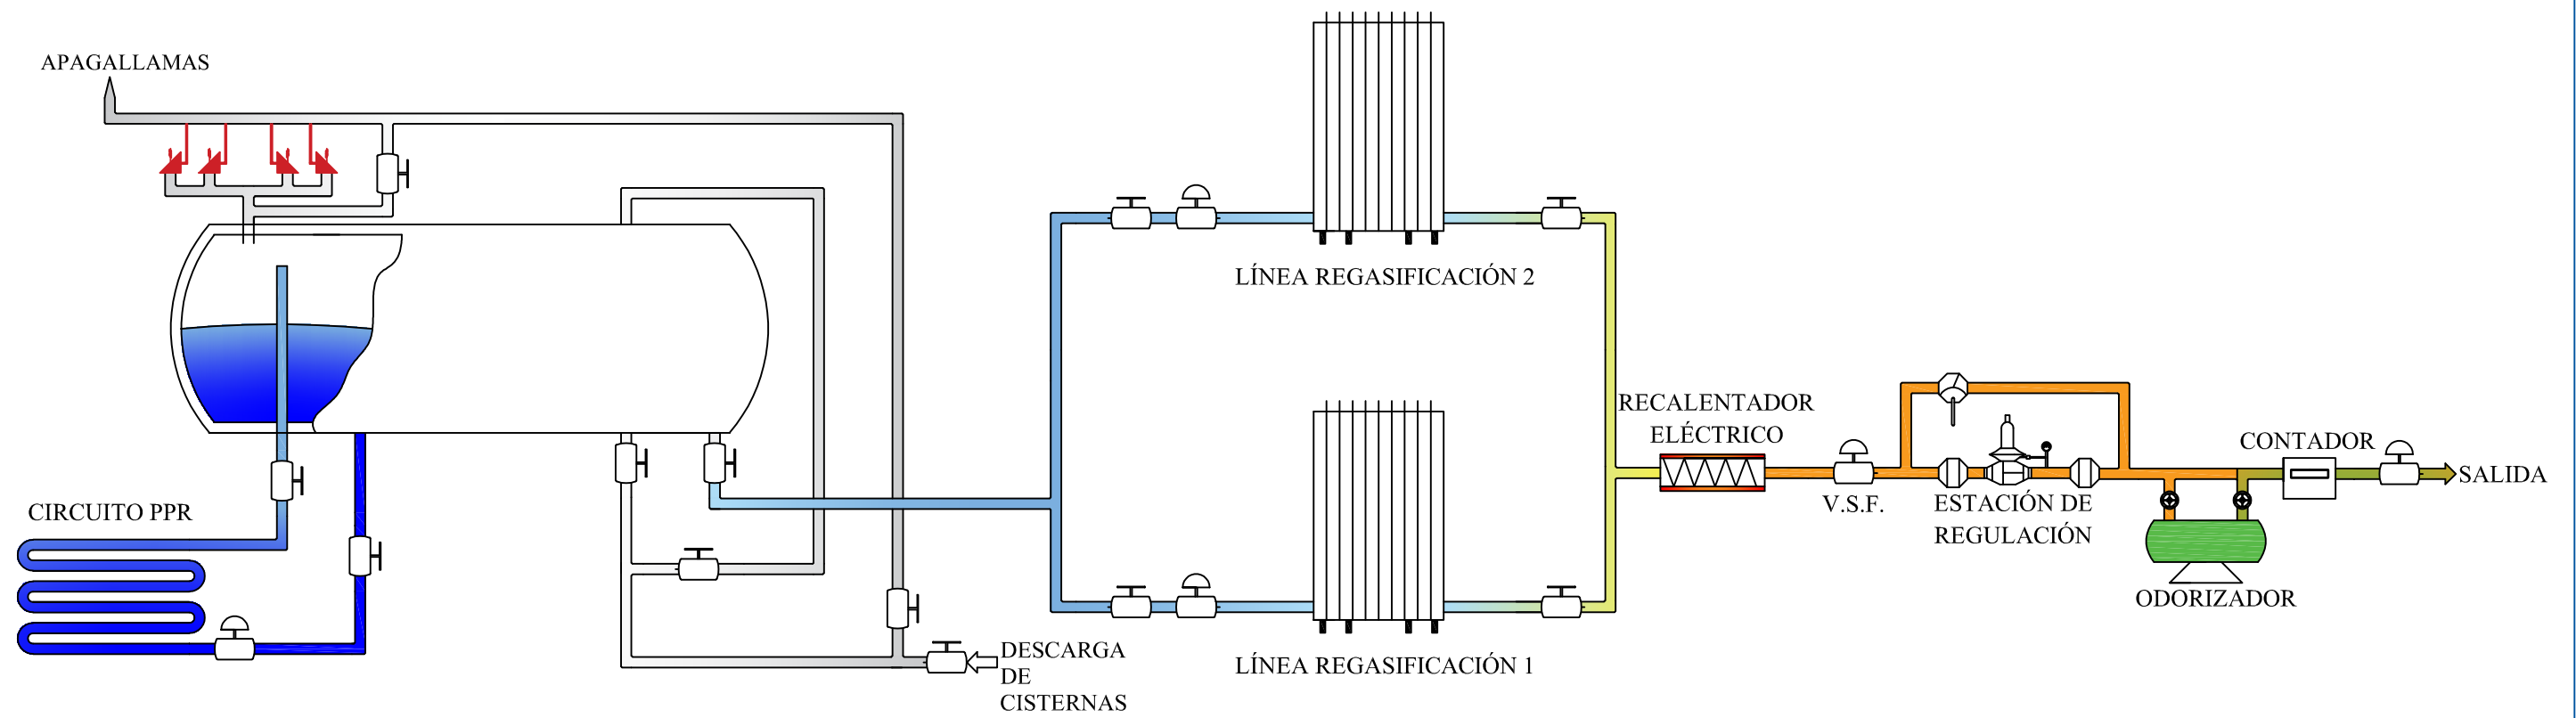 APAGALLAMAS
CIRCUITO PPR
DESCARGA
DE
CISTERNAS
LÍNEA REGASIFICACIÓN 2
LÍNEA REGASIFICACIÓN 1
RECALENTADOR
ELÉCTRICO
V.S.F.
ESTACIÓN DE
REGULACIÓN
ODORIZADOR
CONTADOR
SALIDA